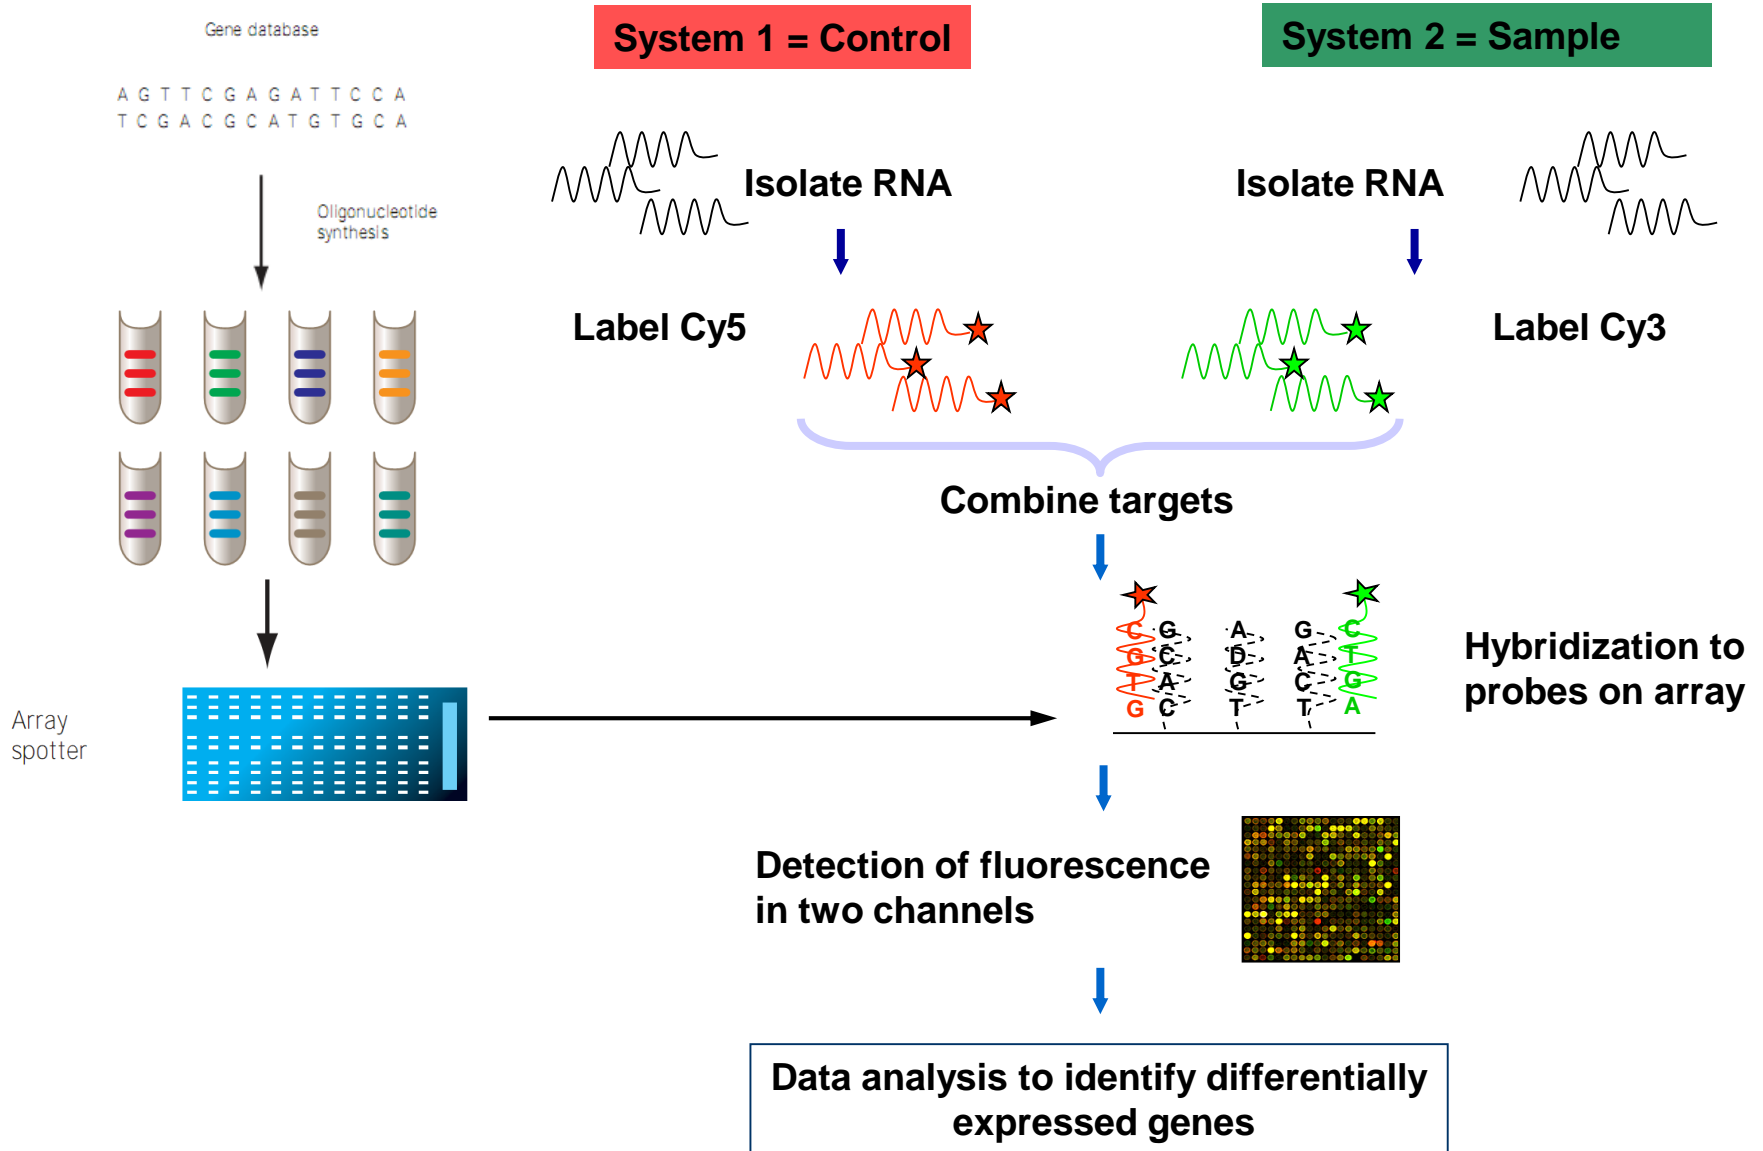 Gene database
A G T T C G A G A T T C C A
T C G A C G C A T G T G C A
Oligonucleotide
synthesis
Array
spotter
System 1 = Control
System 2 = Sample
Isolate RNA
Isolate RNA
Label Cy5
Label Cy3
Combine targets
C G A G C
G C D A T
T A G C G
G C T T A
Hybridization to
probes on array
Detection of fluorescence
in two channels
Data analysis to identify differentially
expressed genes